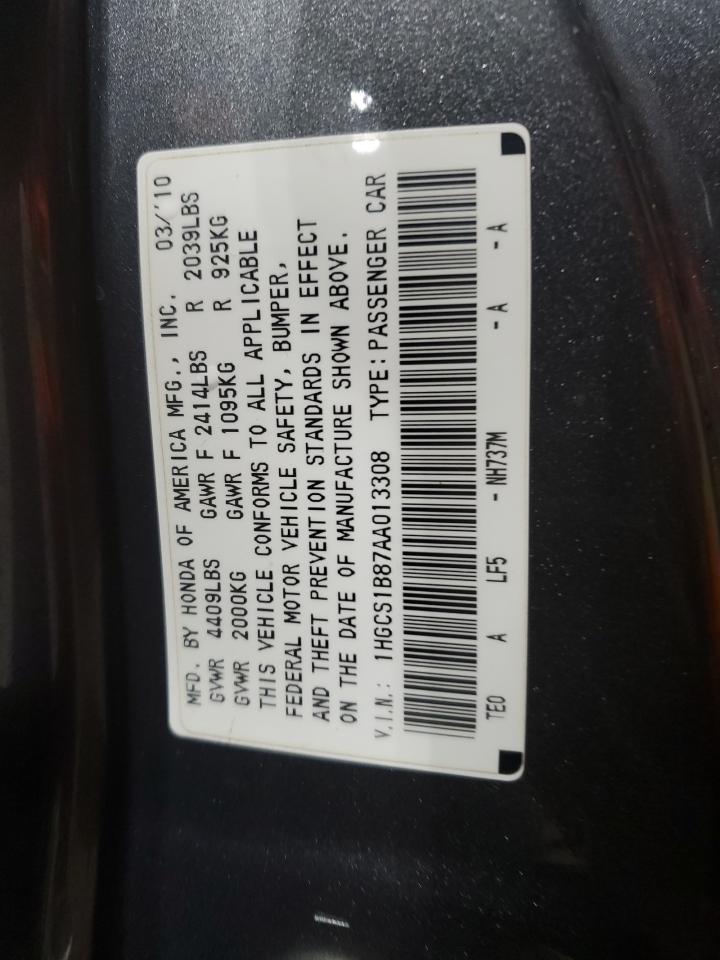 MFD. BY HONDA OF AMERICA MFG., INC. 03/'10
GVWR 4409LBS GAWR F 2414LBS R 2039LBS
GVWR 2000KG GAWR F 1095KG R 925KG
THIS VEHICLE CONFORMS TO ALL APPLICABLE
FEDERAL MOTOR VEHICLE SAFETY, BUMPER,
AND THEFT PREVENTION STANDARDS IN EFFECT
ON THE DATE OF MANUFACTURE SHOWN ABOVE.
V.I.N.: 1HGCS1B87AA013308 TYPE:PASSENGER CAR
TE0 A LF5 - NH737M - A - A